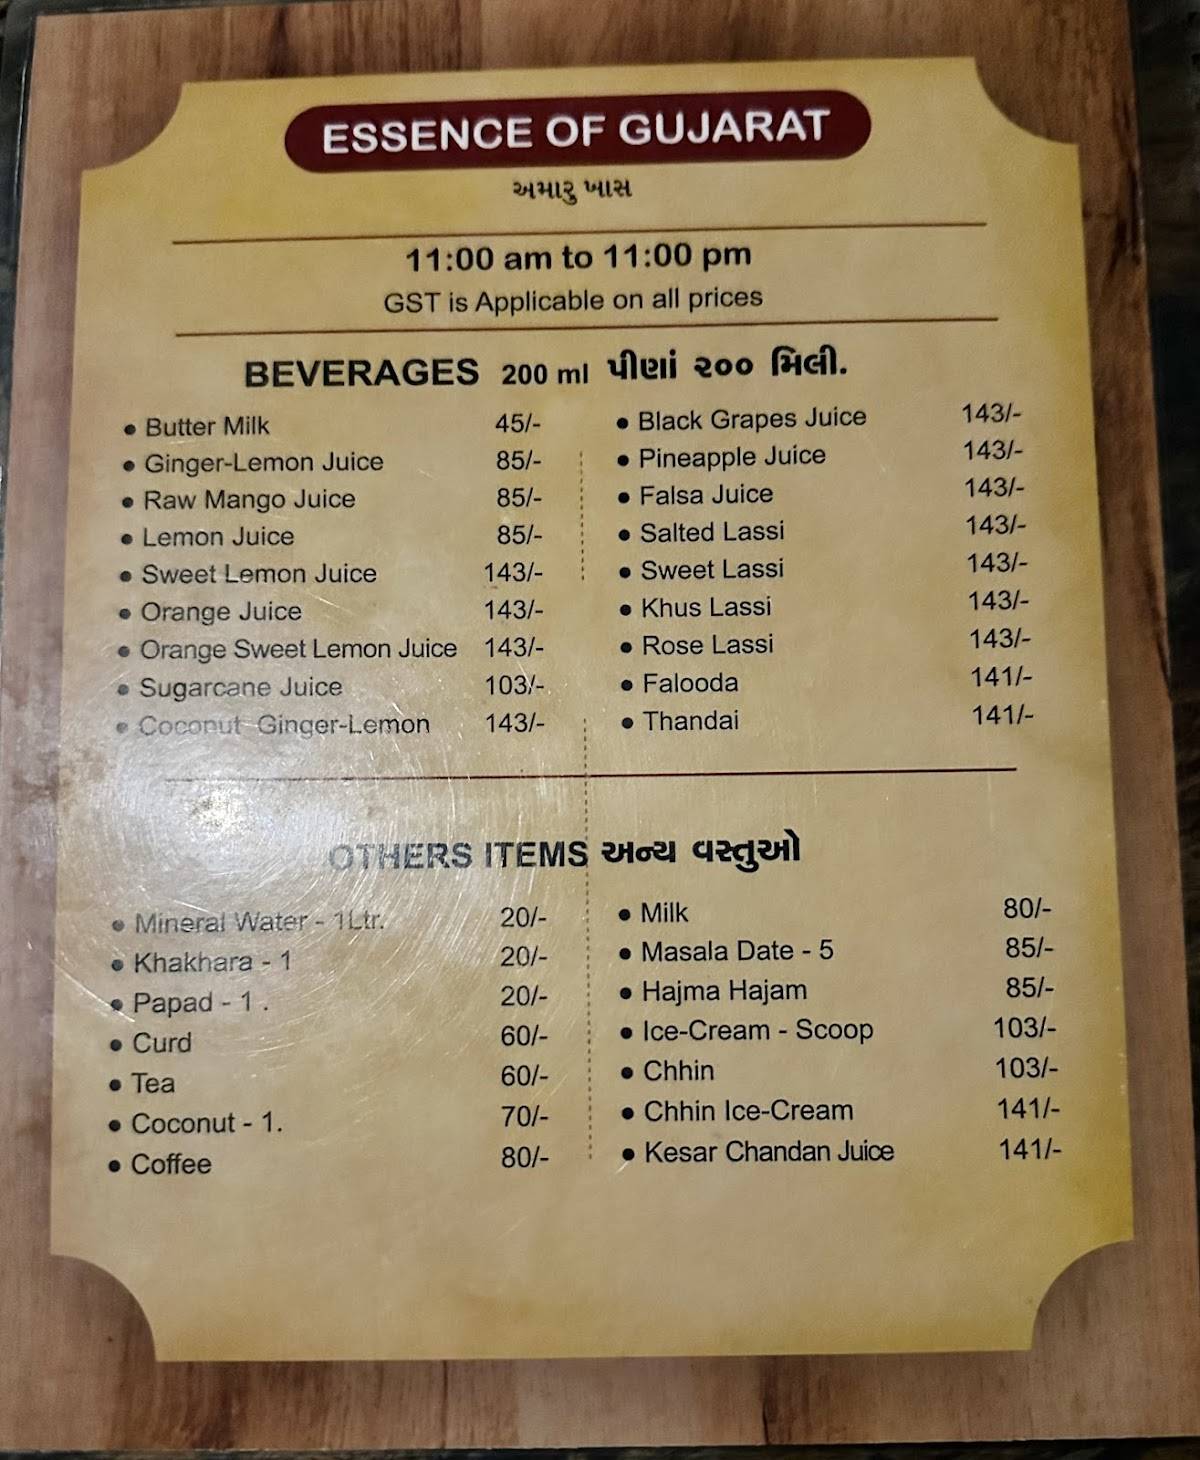 ESSENCE OF GUJARAT
અમારુ ખાસ
11:00 am to 11:00 pm
GST is Applicable on all prices
BEVERAGES 200 ml પીણાં ૨૦૦ મિલી.
• Butter Milk 45/-
• Ginger-Lemon Juice 85/-
• Raw Mango Juice 85/-
• Lemon Juice 85/-
• Sweet Lemon Juice 143/-
• Orange Juice 143/-
• Orange Sweet Lemon Juice 143/-
• Sugarcane Juice 103/-
• Coconut Ginger-Lemon 143/-
• Black Grapes Juice 143/-
• Pineapple Juice 143/-
• Falsa Juice 143/-
• Salted Lassi 143/-
• Sweet Lassi 143/-
• Khus Lassi 143/-
• Rose Lassi 143/-
• Falooda 141/-
• Thandai 141/-
OTHERS ITEMS અન્ય વસ્તુઓ
• Mineral Water - 1Ltr. 20/-
• Khakhara - 1 20/-
• Papad - 1 . 20/-
• Curd 60/-
• Tea 60/-
• Coconut - 1. 70/-
• Coffee 80/-
• Milk 80/-
• Masala Date - 5 85/-
• Hajma Hajam 85/-
• Ice-Cream - Scoop 103/-
• Chhin 103/-
• Chhin Ice-Cream 141/-
• Kesar Chandan Juice 141/-